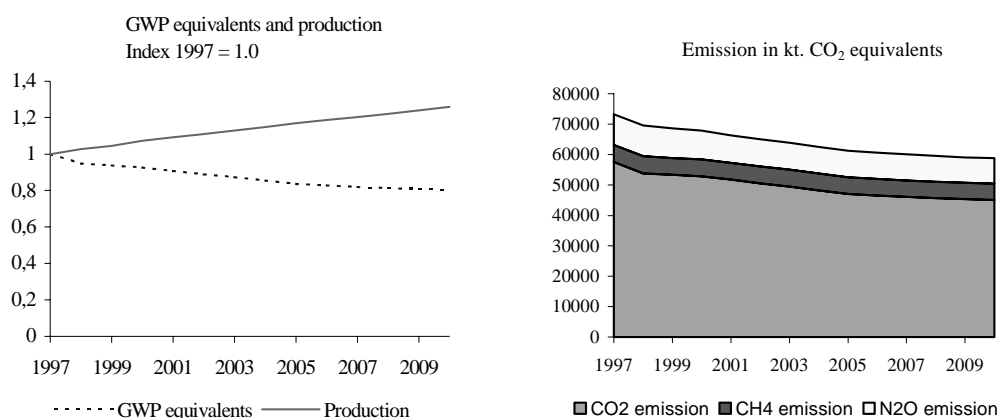 GWP equivalents and production
Index 1997 = 1.0
1,4
1,2
1
0,8
0,6
0,4
0,2
0
1997 1999 2001 2003 2005 2007 2009
GWP equivalents Production
Emission in kt. CO₂ equivalents
80000
70000
60000
50000
40000
30000
20000
10000
0
1997 1999 2001 2003 2005 2007 2009
CO2 emission CH4 emission N2O emission